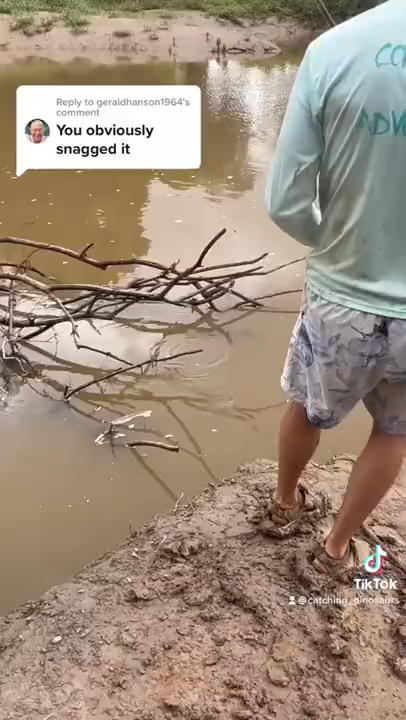 Reply to geraldhanson1964's
comment
You obviously
snagged it
TikTok
@catching_dinosaurs